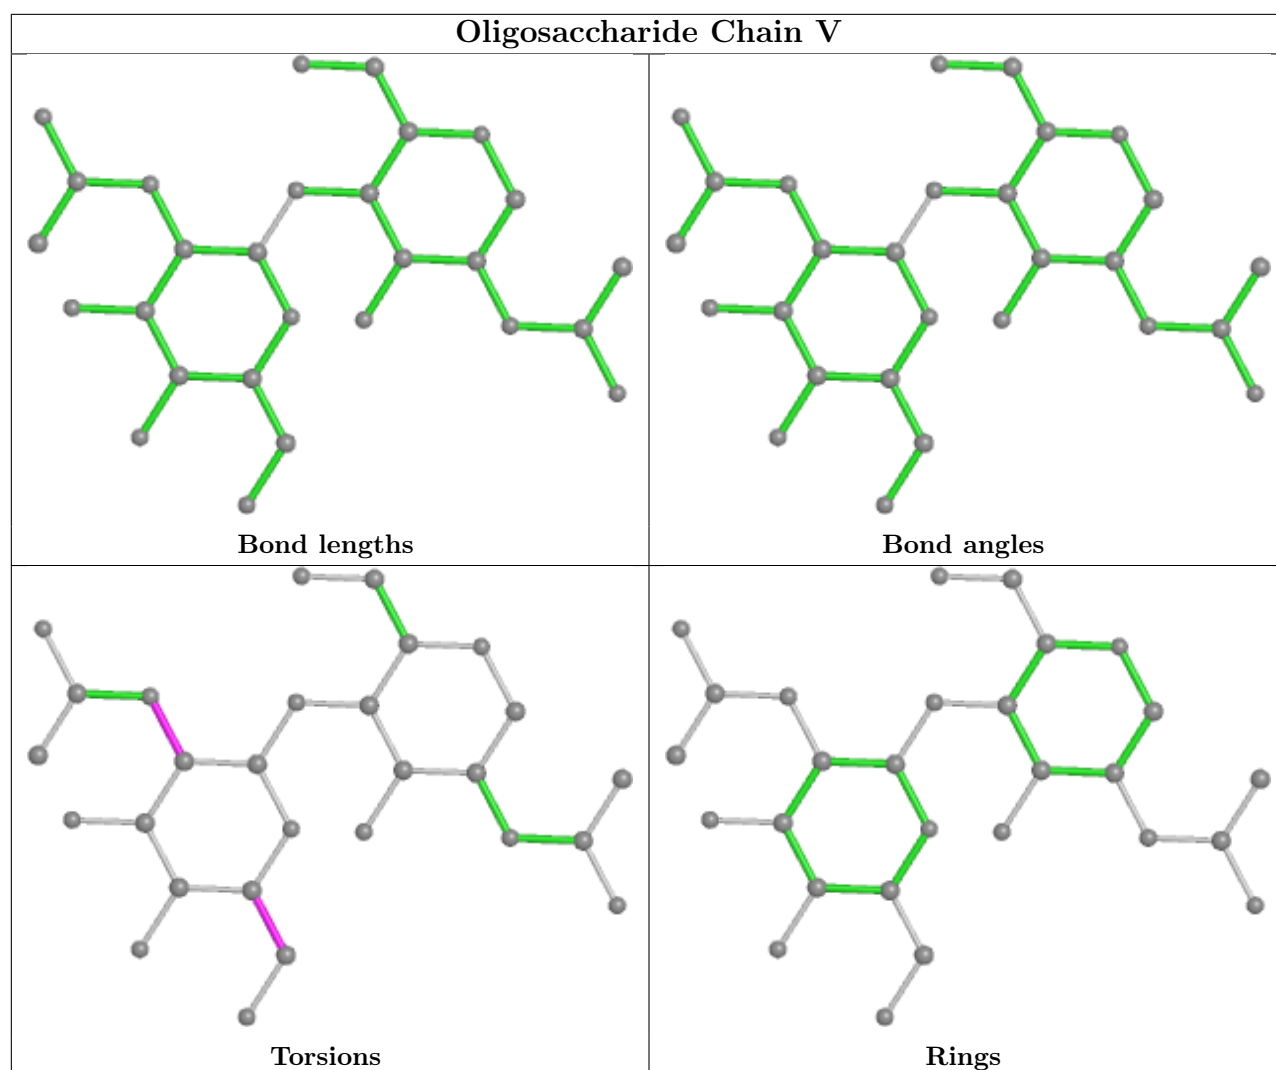 Oligosaccharide Chain V
Bond lengths
Bond angles
Torsions
Rings